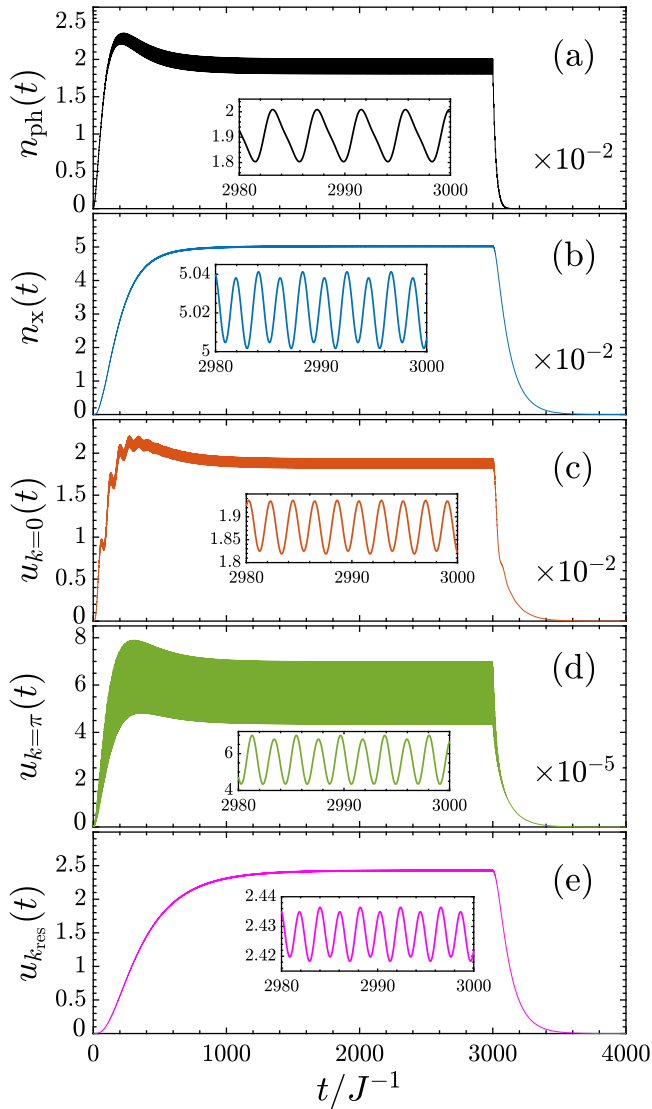 2.5
2
1.5
1
0.5
0
n_ph(t)
(a)
×10^-2
2
1.9
1.8
2980 2990 3000
5
4
3
2
1
0
n_x(t)
(b)
×10^-2
5.04
5.02
5
2980 2990 3000
2
1.5
1
0.5
0
u_{k=0}(t)
(c)
×10^-2
1.9
1.85
1.8
2980 2990 3000
8
6
4
2
0
u_{k=π}(t)
(d)
×10^-5
6
4
2980 2990 3000
2.5
2
1.5
1
0.5
0
u_{k_res}(t)
(e)
2.44
2.43
2.42
2980 2990 3000
0 1000 2000 3000 4000
t/J^-1